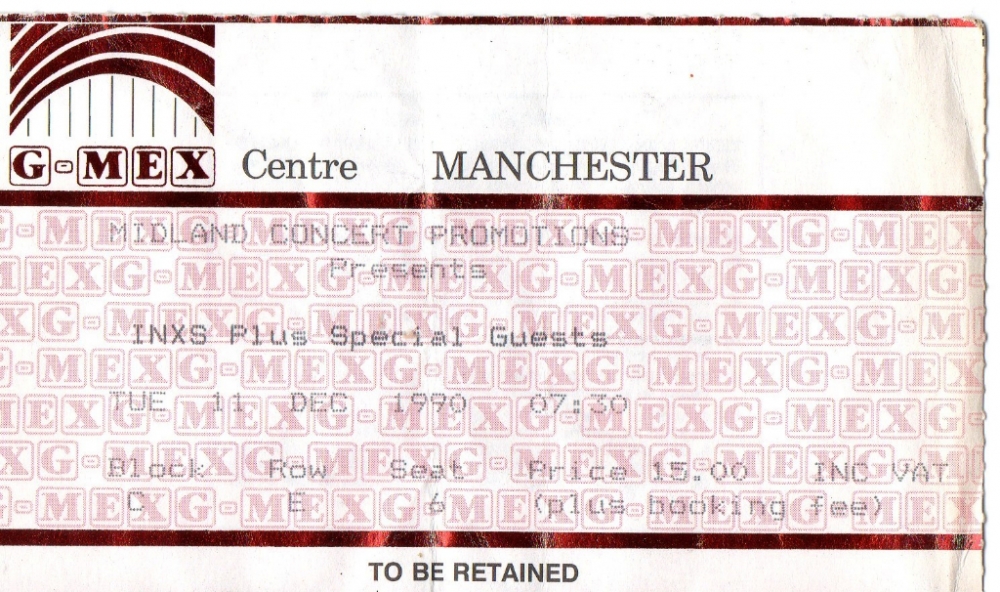 G-MEX Centre MANCHESTER
MIDLAND CONCERT PROMOTIONS
Presents
INXS Plus Special Guests
TUE 11 DEC 1990 07:30
Block Row Seat Price 15.00 INC VAT
C E 6 (plus booking fee)
TO BE RETAINED